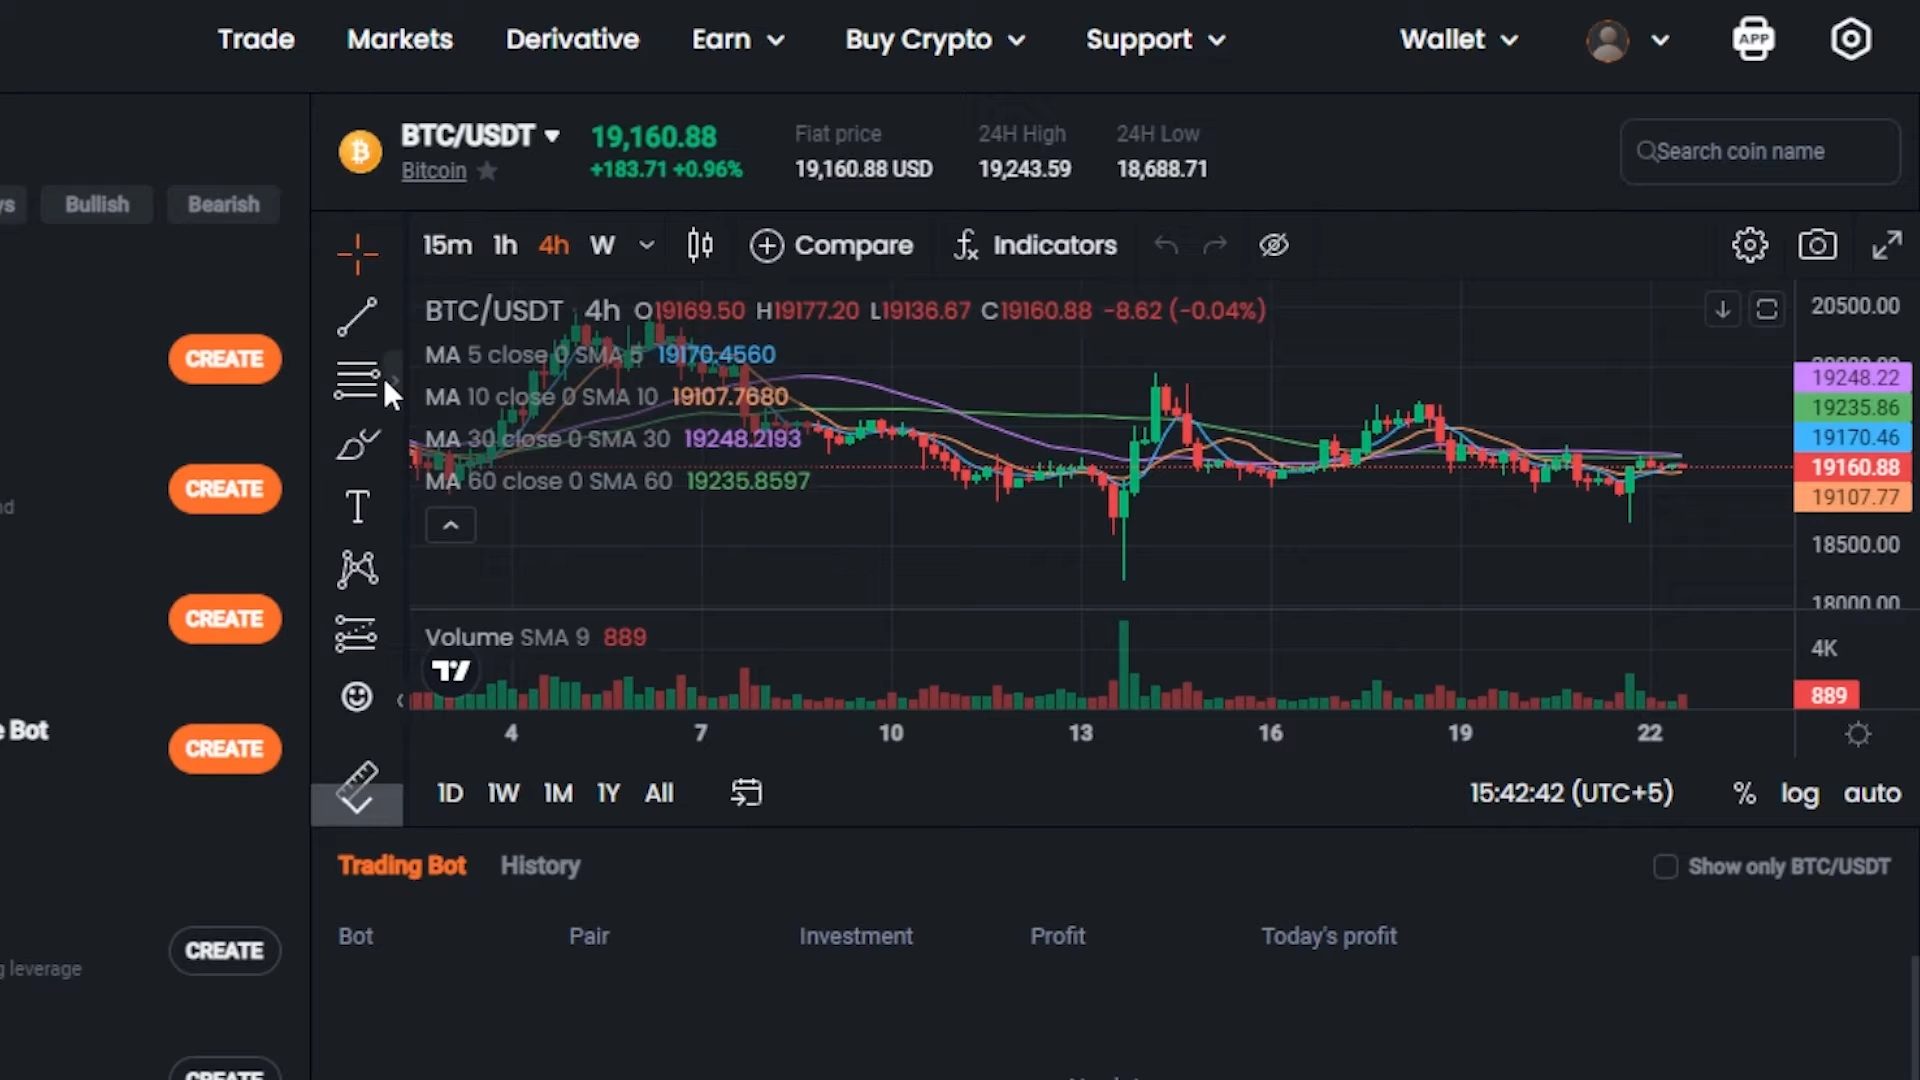 Trade Markets Derivative Earn Buy Crypto Support Wallet APP
BTC/USDT 19,160.88 Fiat price 24H High 24H Low
Bitcoin +183.71 +0.96% 19,160.88 USD 19,243.59 18,688.71
Search coin name
ys Bullish Bearish
15m 1h 4h W Compare fx Indicators
BTC/USDT 4h O19169.50 H19177.20 L19136.67 C19160.88 -8.62 (-0.04%)
MA 5 close 0 SMA 5 19170.4560
MA 10 close 0 SMA 10 19107.7680
MA 30 close 0 SMA 30 19248.2193
MA 60 close 0 SMA 60 19235.8597
20500.00
19248.22
19235.86
19170.46
19160.88
19107.77
18500.00
18000.00
CREATE
CREATE
CREATE
e Bot
CREATE
CREATE
g leverage
CREATE
T
Volume SMA 9 889
4K
889
4 7 10 13 16 19 22
1D 1W 1M 1Y All 15:42:42 (UTC+5) % log auto
Trading Bot History Show only BTC/USDT
Bot Pair Investment Profit Today's profit